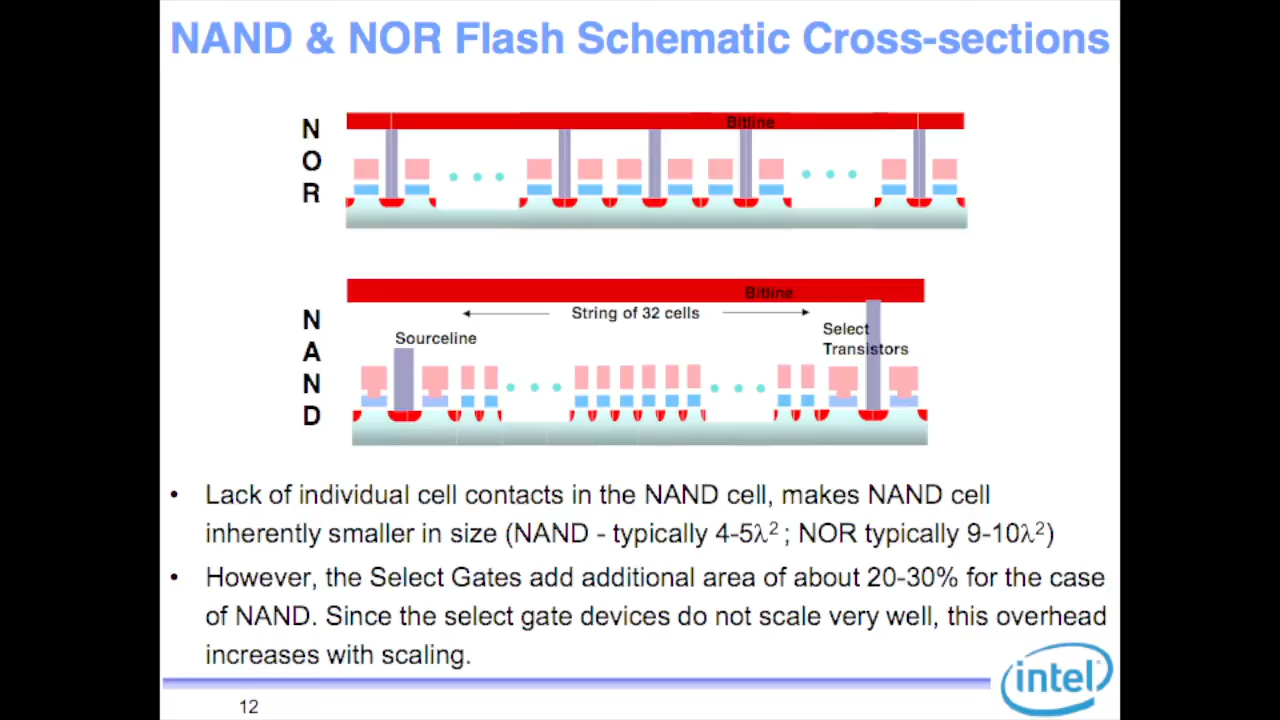 NAND & NOR Flash Schematic Cross-sections
N
O
R
Bitline
N
A
N
D
Bitline
String of 32 cells
Sourceline
Select
Transistors
• Lack of individual cell contacts in the NAND cell, makes NAND cell
inherently smaller in size (NAND - typically 4-5λ² ; NOR typically 9-10λ²)
• However, the Select Gates add additional area of about 20-30% for the case
of NAND. Since the select gate devices do not scale very well, this overhead
increases with scaling.
intel
12